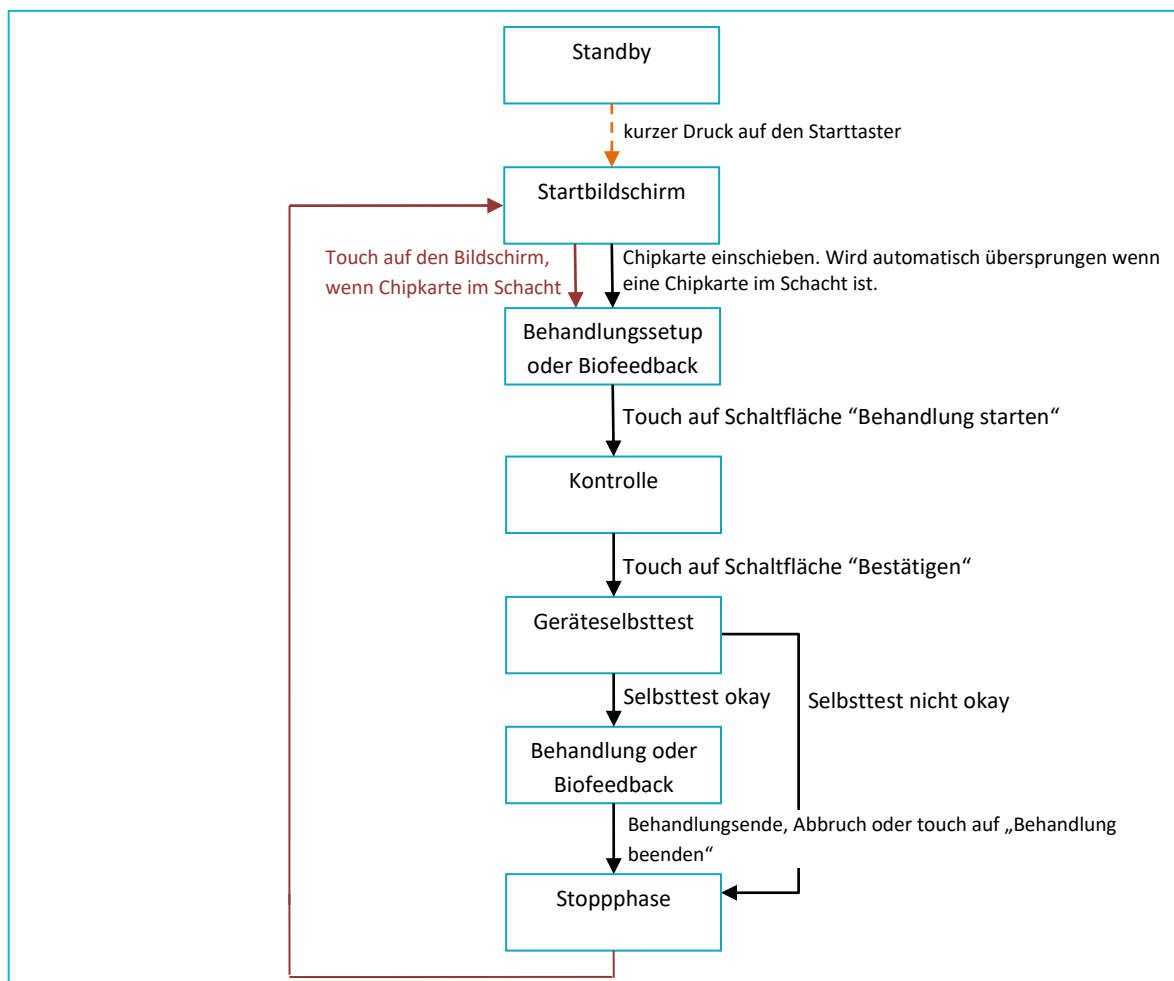 Standby
kurzer Druck auf den Starttaster
Startbildschirm
Touch auf den Bildschirm,
wenn Chipkarte im Schacht
Chipkarte einschieben. Wird automatisch übersprungen wenn
eine Chipkarte im Schacht ist.
Behandlungssetup
oder Biofeedback
Touch auf Schaltfläche “Behandlung starten“
Kontrolle
Touch auf Schaltfläche “Bestätigen“
Geräteselbsttest
Selbsttest okay
Selbsttest nicht okay
Behandlung oder
Biofeedback
Behandlungsende, Abbruch oder touch auf „Behandlung
beenden“
Stoppphase